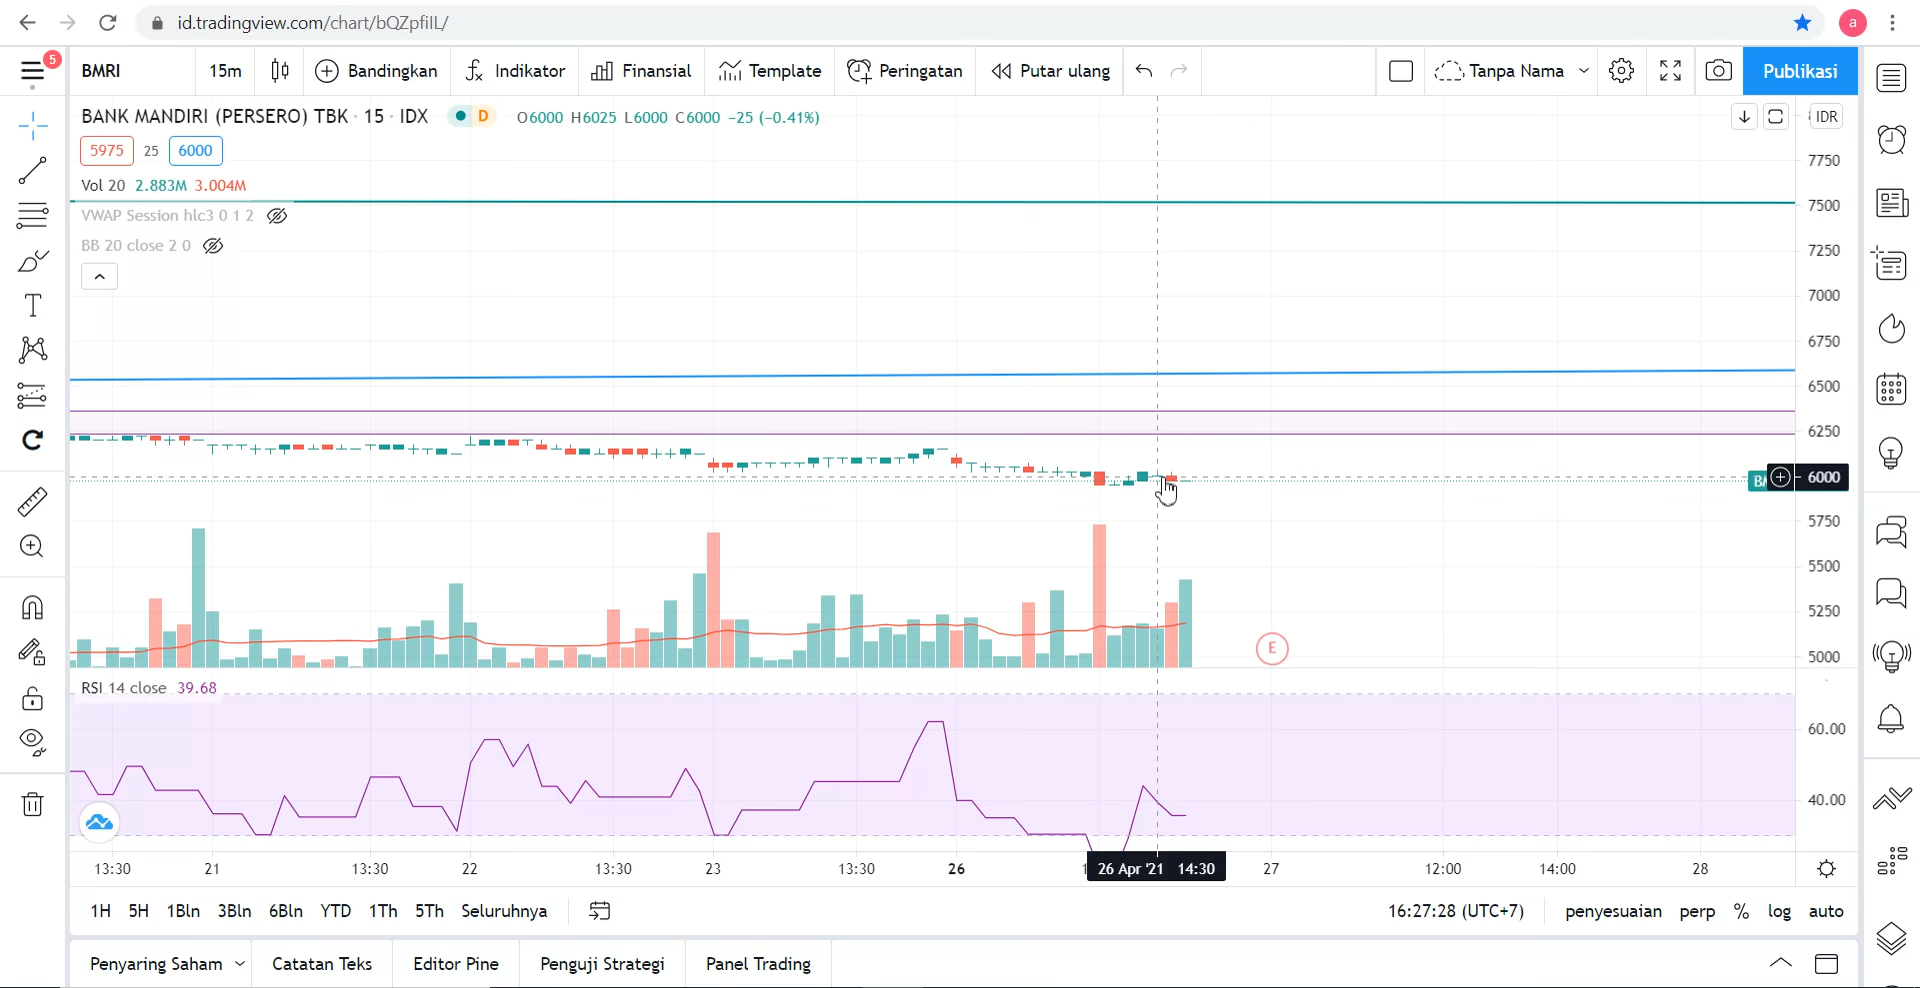 id.tradingview.com/chart/bQZpfiIL/
a
5
BMRI
15m
Bandingkan
Indikator
Finansial
Template
Peringatan
Putar ulang
Tanpa Nama
Publikasi
BANK MANDIRI (PERSERO) TBK · 15 · IDX
D
O6000 H6025 L6000 C6000 −25 (−0.41%)
IDR
5975 25 6000
Vol 20 2.883M 3.004M
VWAP Session hlc3 0 1 2
BB 20 close 2 0
7750
7500
7250
7000
6750
6500
6250
6000
5750
5500
5250
5000
E
RSI 14 close 39.68
60.00
40.00
13:30 21 13:30 22 13:30 23 13:30 26 26 Apr '21 14:30 27 12:00 14:00 28
1H 5H 1Bln 3Bln 6Bln YTD 1Th 5Th Seluruhnya
16:27:28 (UTC+7) penyesuaian perp % log auto
Penyaring Saham
Catatan Teks
Editor Pine
Penguji Strategi
Panel Trading